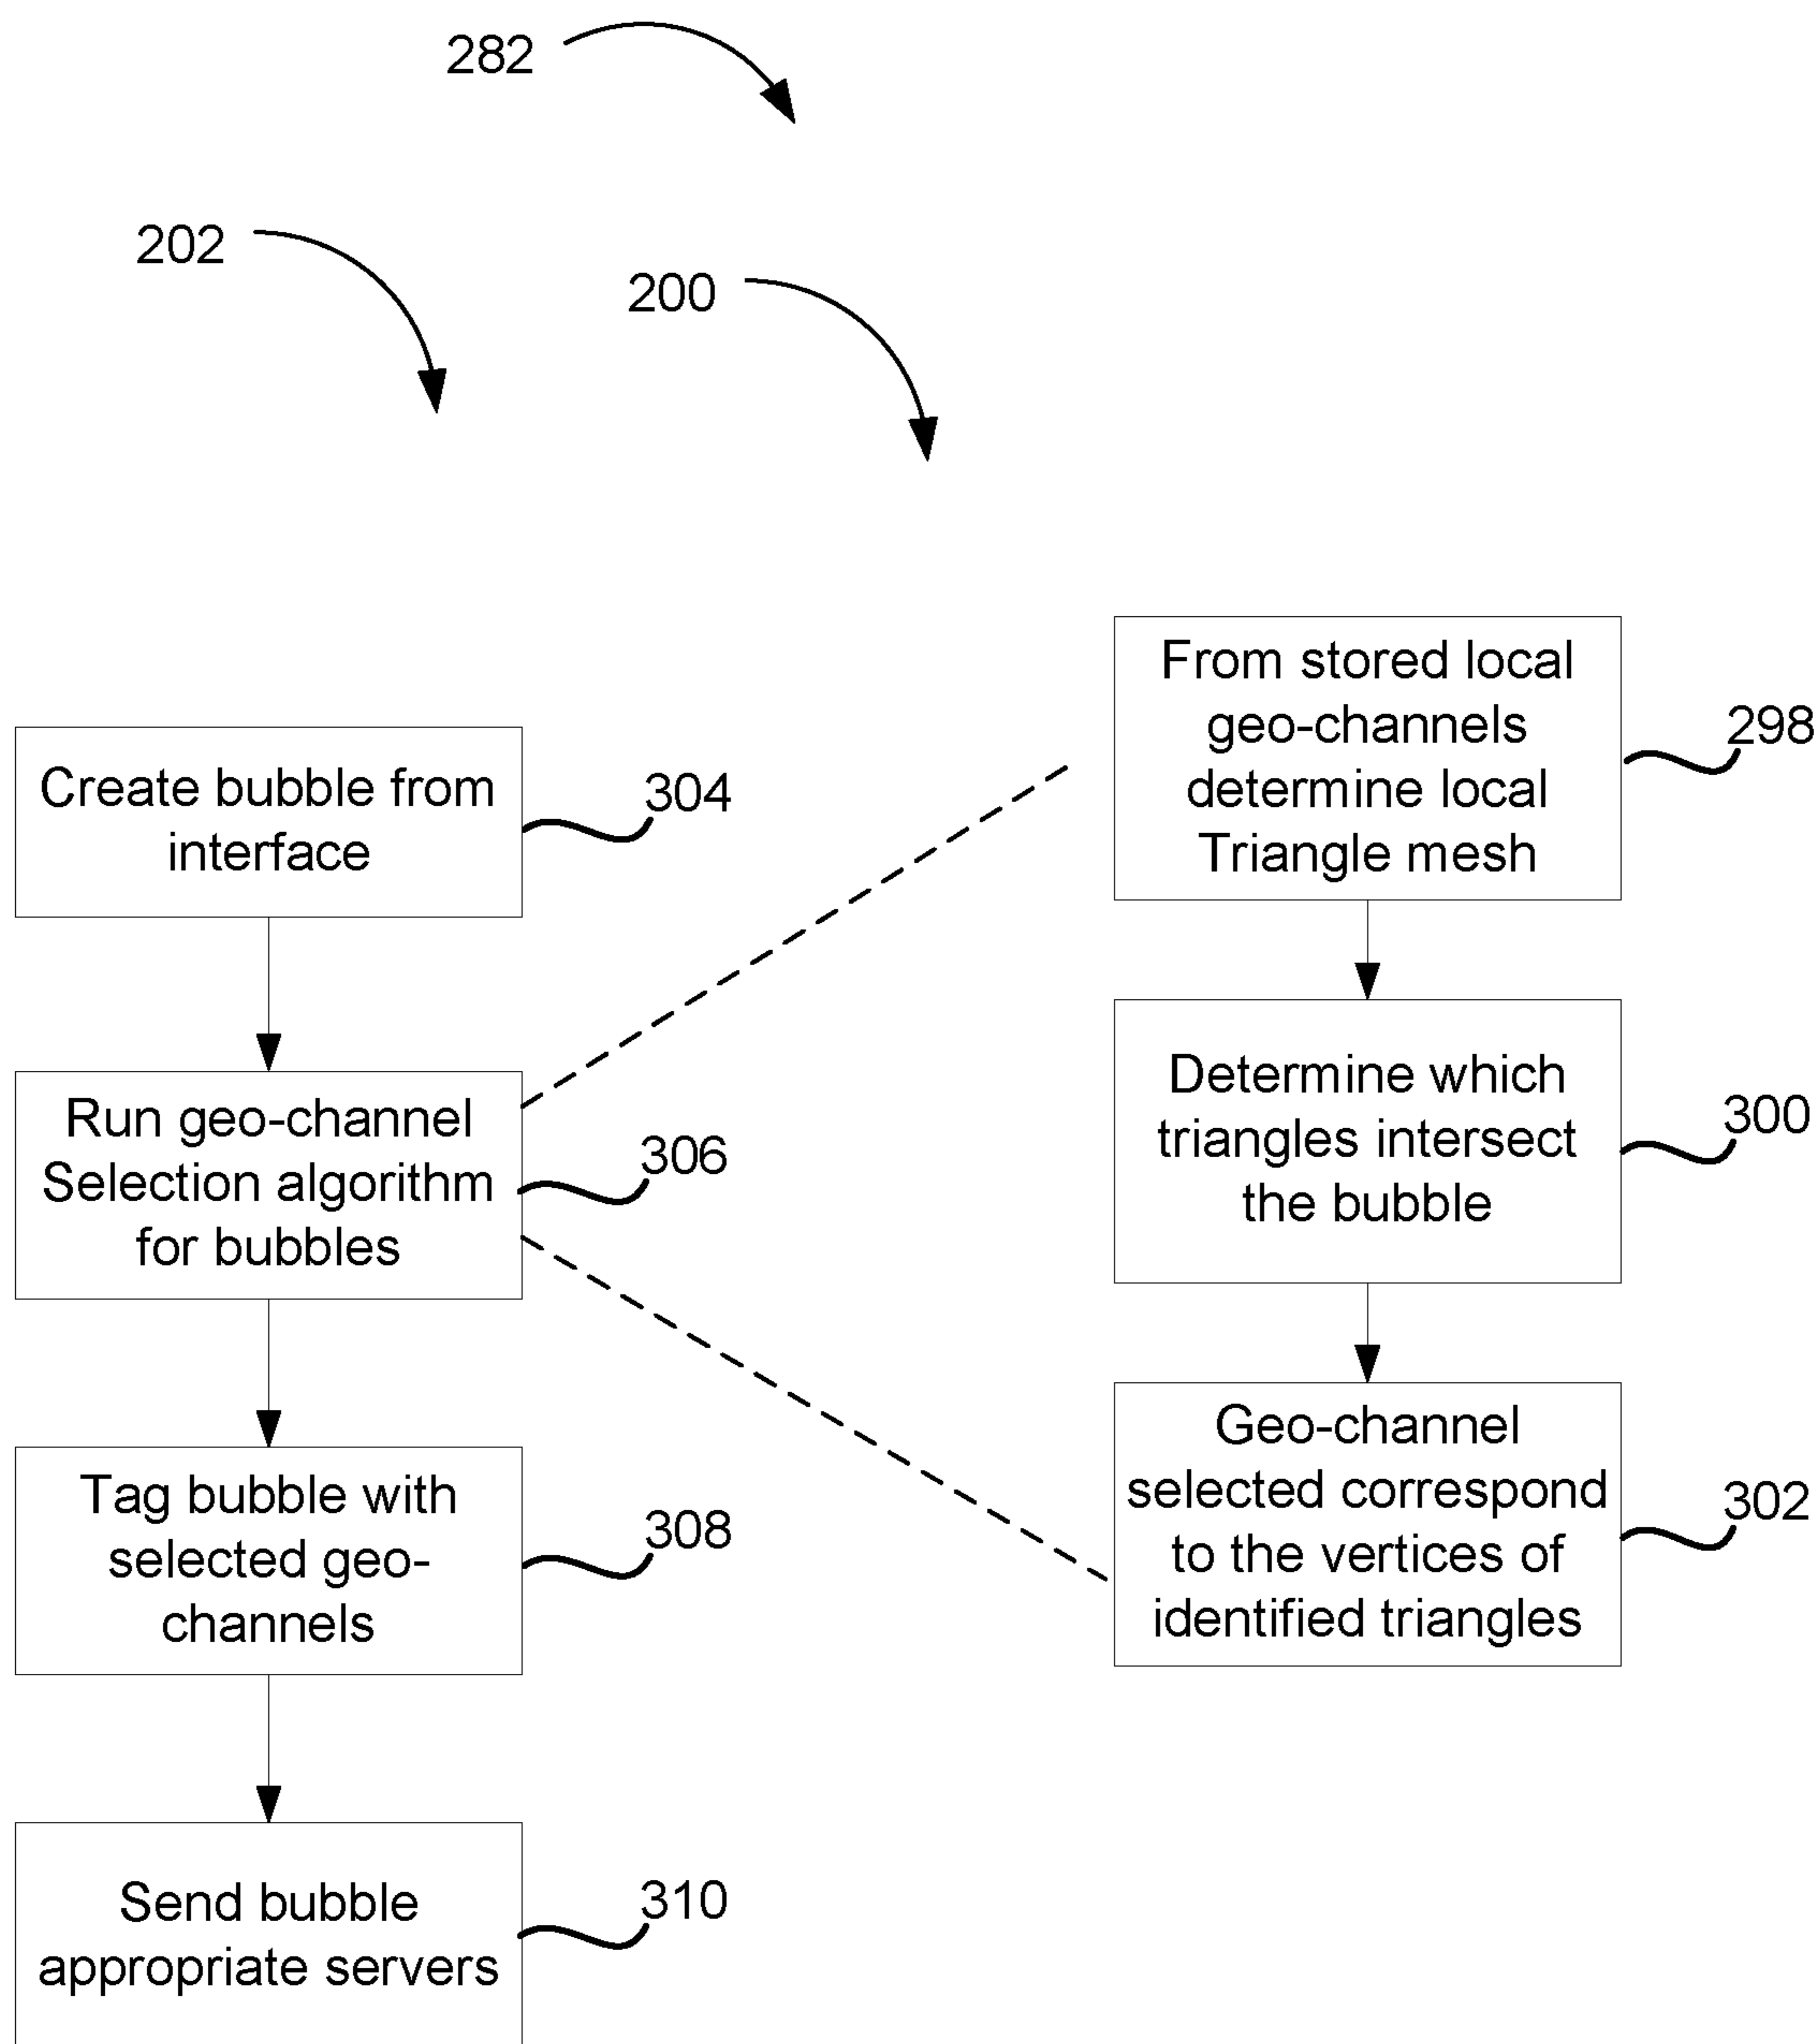 282
202
200
Create bubble from
interface
304
Run geo-channel
Selection algorithm
for bubbles
306
Tag bubble with
selected geo-
channels
308
Send bubble
appropriate servers
310
From stored local
geo-channels
determine local
Triangle mesh
298
Determine which
triangles intersect
the bubble
300
Geo-channel
selected correspond
to the vertices of
identified triangles
302